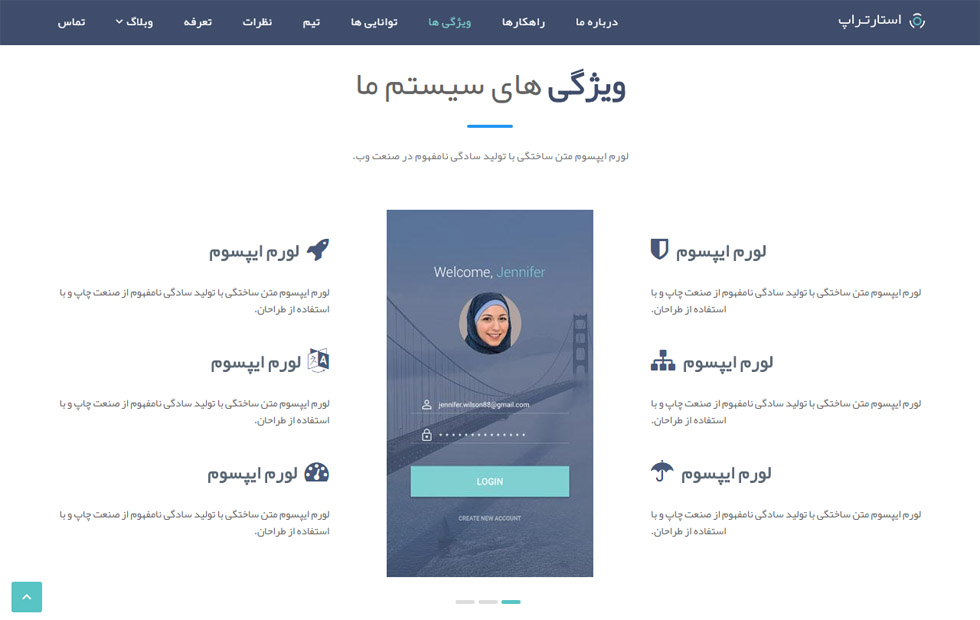 استارتراپ
درباره ما راهکارها ویژگی ها توانایی ها تیم نظرات تعرفه وبلاگ تماس
ویژگی های سیستم ما
لورم ایپسوم متن ساختگی با تولید سادگی نامفهوم در صنعت وب.
لورم ایپسوم
لورم ایپسوم متن ساختگی با تولید سادگی نامفهوم از صنعت چاپ و با
استفاده از طراحان.
لورم ایپسوم
لورم ایپسوم متن ساختگی با تولید سادگی نامفهوم از صنعت چاپ و با
استفاده از طراحان.
لورم ایپسوم
لورم ایپسوم متن ساختگی با تولید سادگی نامفهوم از صنعت چاپ و با
استفاده از طراحان.
Welcome, Jennifer
jennifer.wilson88@gmail.com
LOGIN
CREATE NEW ACCOUNT
لورم ایپسوم
لورم ایپسوم متن ساختگی با تولید سادگی نامفهوم از صنعت چاپ و با
استفاده از طراحان.
لورم ایپسوم
لورم ایپسوم متن ساختگی با تولید سادگی نامفهوم از صنعت چاپ و با
استفاده از طراحان.
لورم ایپسوم
لورم ایپسوم متن ساختگی با تولید سادگی نامفهوم از صنعت چاپ و با
استفاده از طراحان.